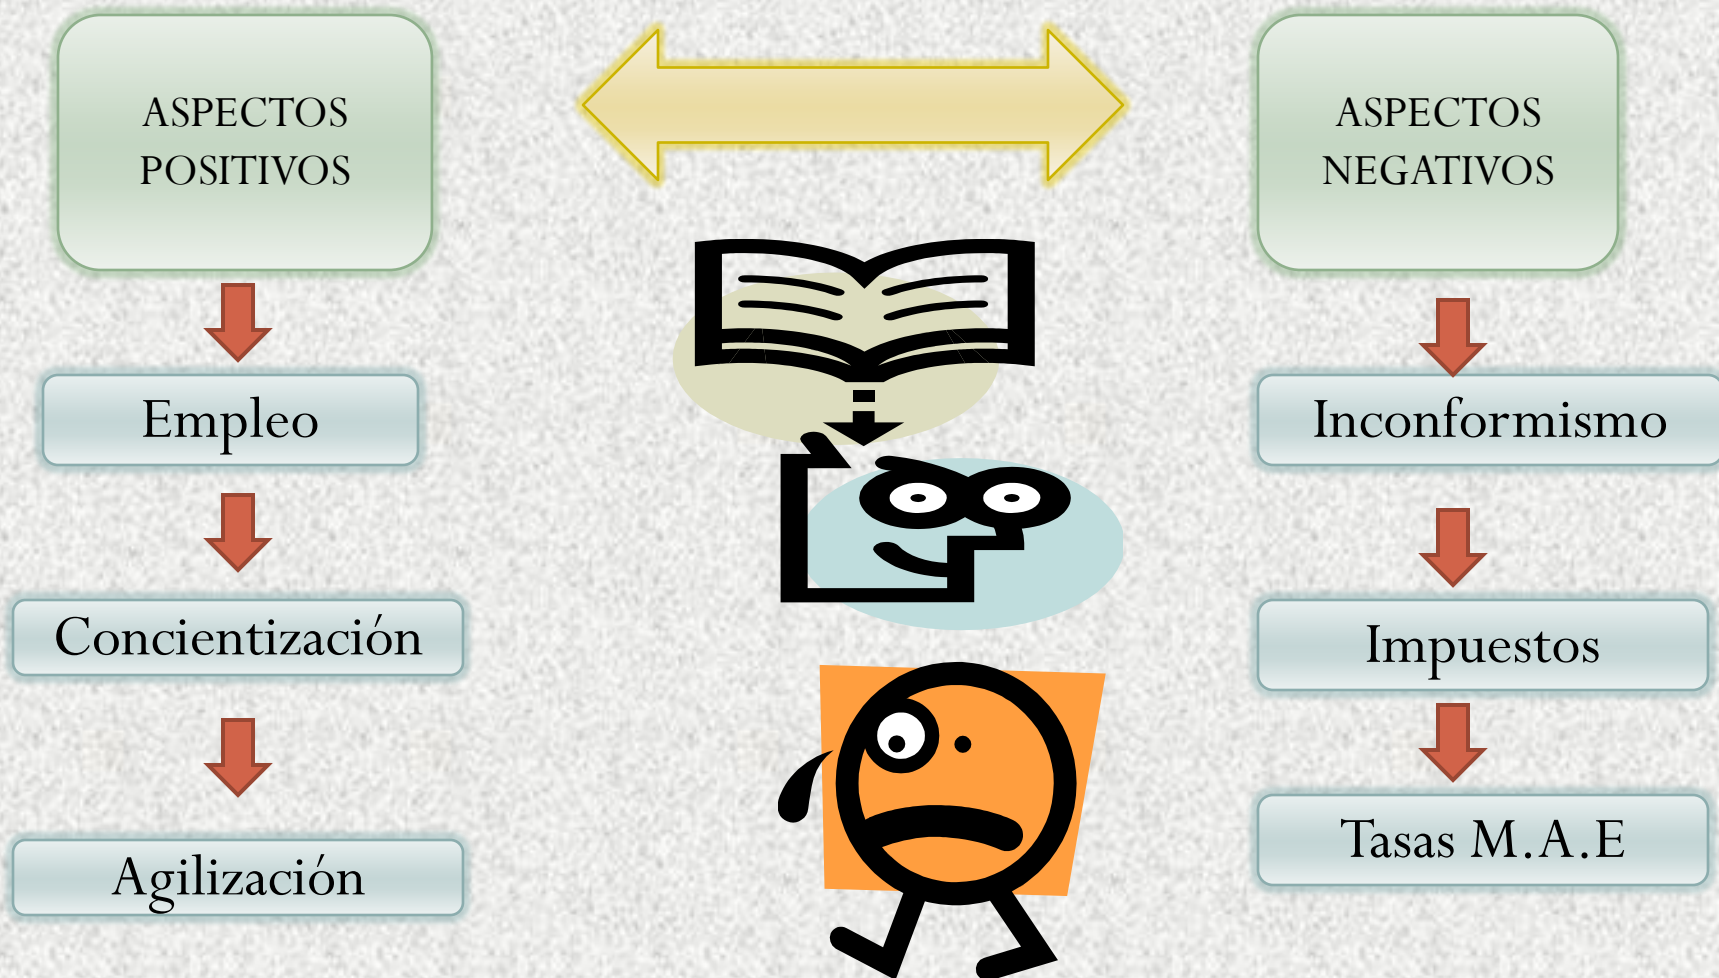 ASPECTOS
POSITIVOS
Empleo
Concientización
Agilización
ASPECTOS
NEGATIVOS
Inconformismo
Impuestos
Tasas M.A.E